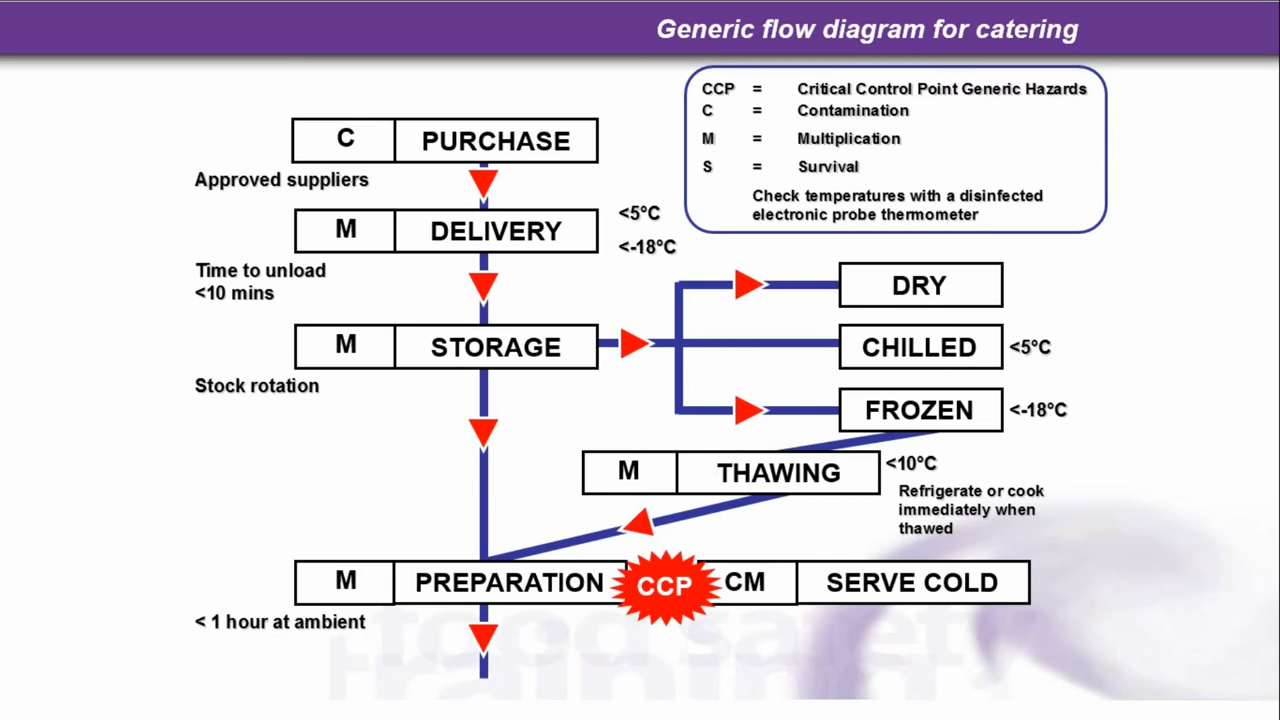 Generic flow diagram for catering
CCP = Critical Control Point Generic Hazards
C = Contamination
M = Multiplication
S = Survival
Check temperatures with a disinfected
electronic probe thermometer
C PURCHASE
Approved suppliers
M DELIVERY
<5°C
<-18°C
Time to unload
<10 mins
DRY
M STORAGE
CHILLED <5°C
Stock rotation
FROZEN <-18°C
M THAWING <10°C
Refrigerate or cook
immediately when
thawed
M PREPARATION CCP CM SERVE COLD
< 1 hour at ambient
food safety
training